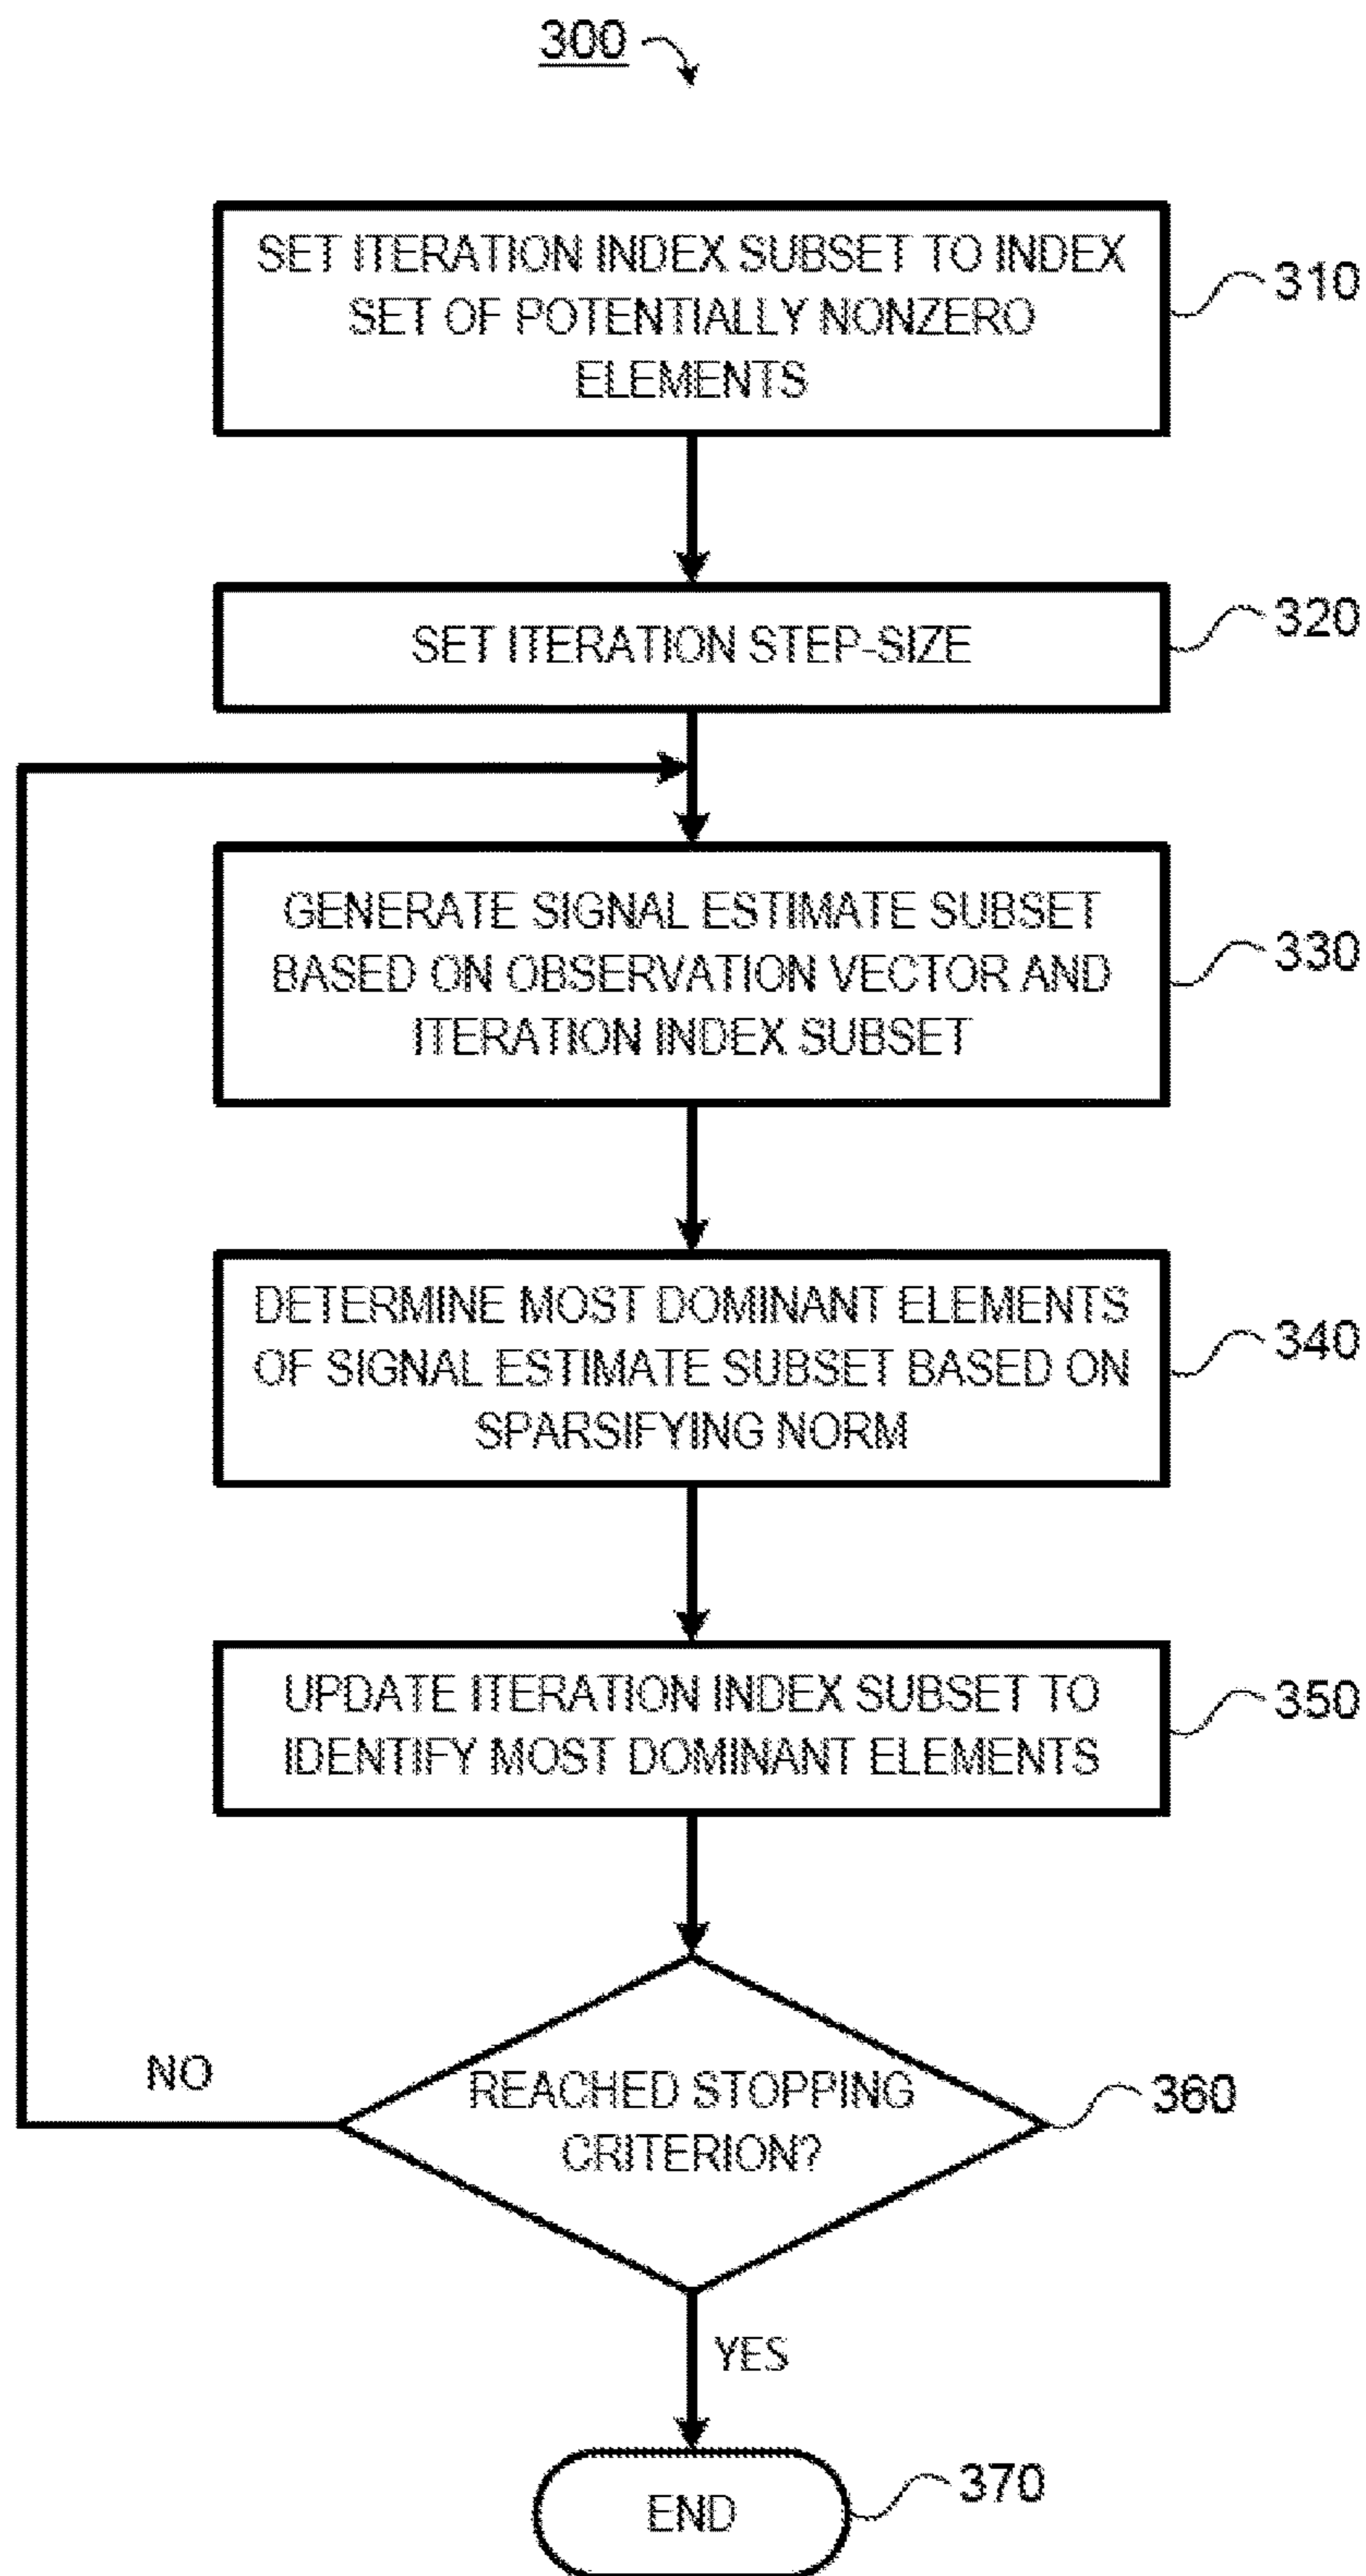 300
SET ITERATION INDEX SUBSET TO INDEX
SET OF POTENTIALLY NONZERO
ELEMENTS
310
SET ITERATION STEP-SIZE
320
GENERATE SIGNAL ESTIMATE SUBSET
BASED ON OBSERVATION VECTOR AND
ITERATION INDEX SUBSET
330
DETERMINE MOST DOMINANT ELEMENTS
OF SIGNAL ESTIMATE SUBSET BASED ON
SPARSIFYING NORM
340
UPDATE ITERATION INDEX SUBSET TO
IDENTIFY MOST DOMINANT ELEMENTS
350
NO
REACHED STOPPING
CRITERION?
360
YES
END
370